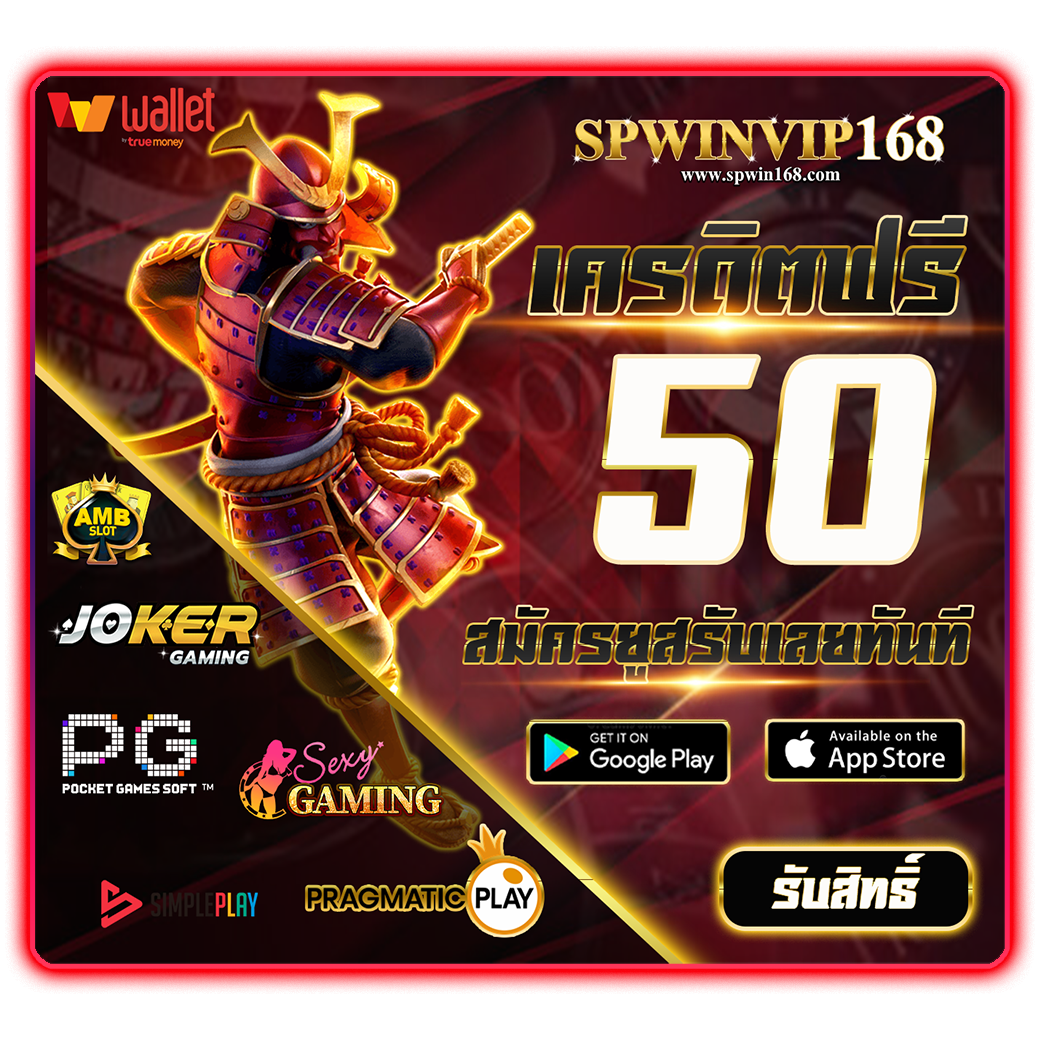 wallet
by truemoney
SPWINVIP168
www.spwin168.com
เครดิตฟรี
50
สมัครยูสรับเลยทันที
GET IT ON
Google Play
Available on the
App Store
รับสิทธิ์
AMB
SLOT
JOKER
GAMING
PG
POCKET GAMES SOFT ™
Sexy
GAMING
SIMPLEPLAY
PRAGMATIC PLAY